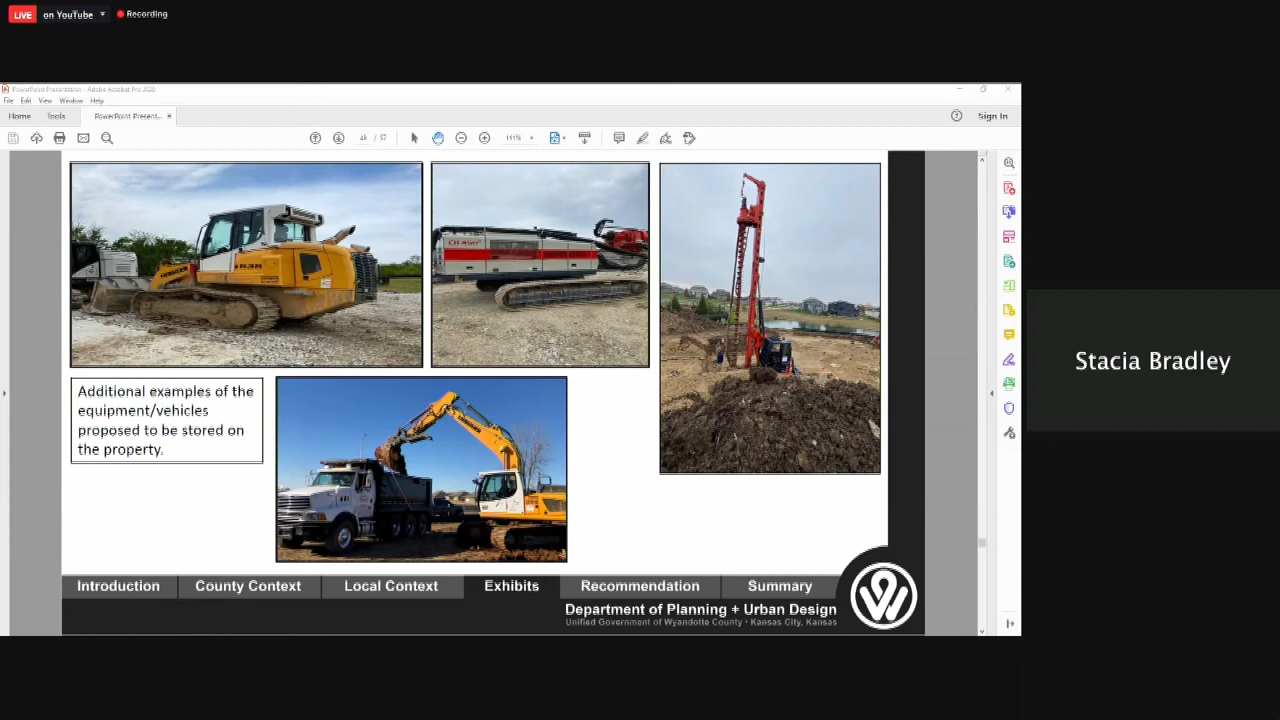 LIVE on YouTube Recording
PowerPoint Presentation - Adobe Acrobat Pro 2020
File Edit View Window Help
Home Tools PowerPoint Present... Sign In
/ 57 111%
Additional examples of the
equipment/vehicles
proposed to be stored on
the property.
Stacia Bradley
Introduction County Context Local Context Exhibits Recommendation Summary
Department of Planning + Urban Design
Unified Government of Wyandotte County • Kansas City, Kansas